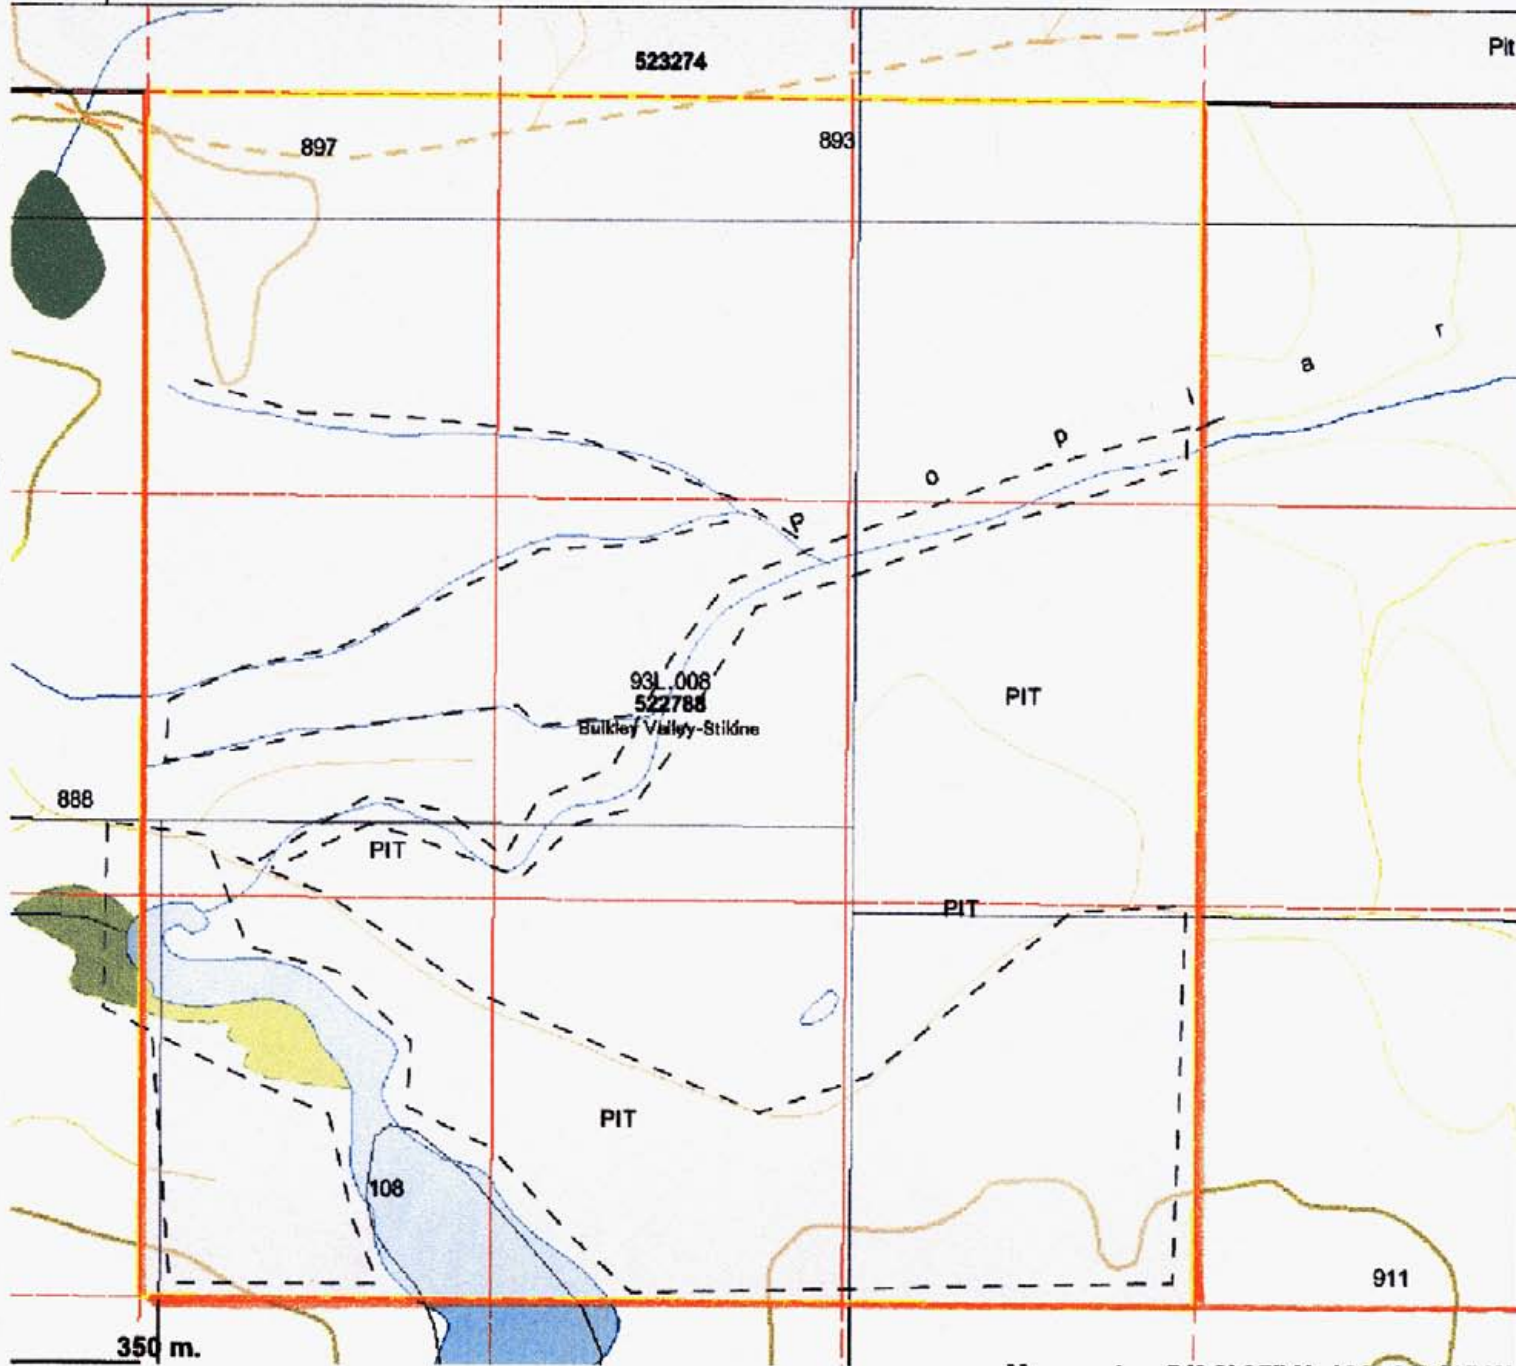 523274
Pit
897
893
r
a
p
o
P
93L.008
522788
Bulkley Valley-Stikine
PIT
888
PIT
PIT
PIT
108
911
350 m.